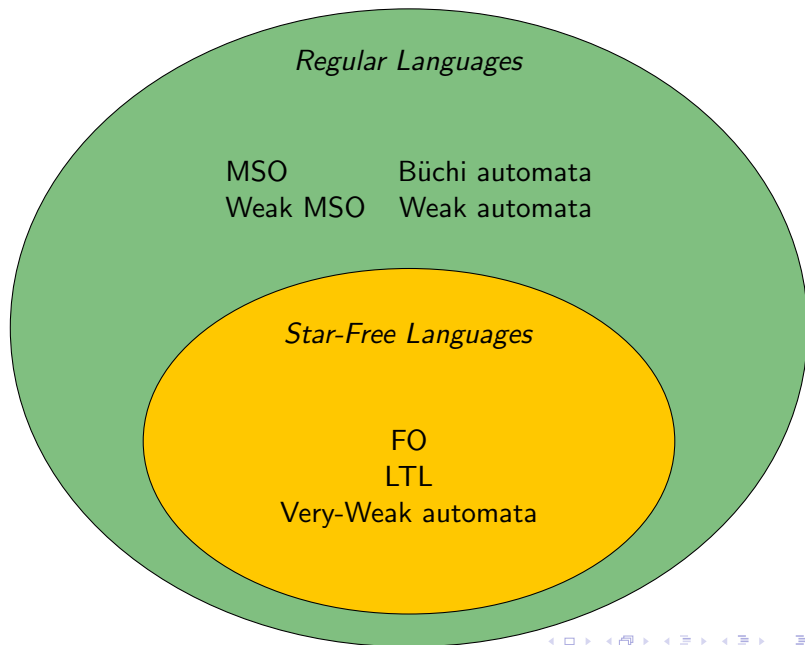 Regular Languages
MSO Büchi automata
Weak MSO Weak automata
Star-Free Languages
FO
LTL
Very-Weak automata